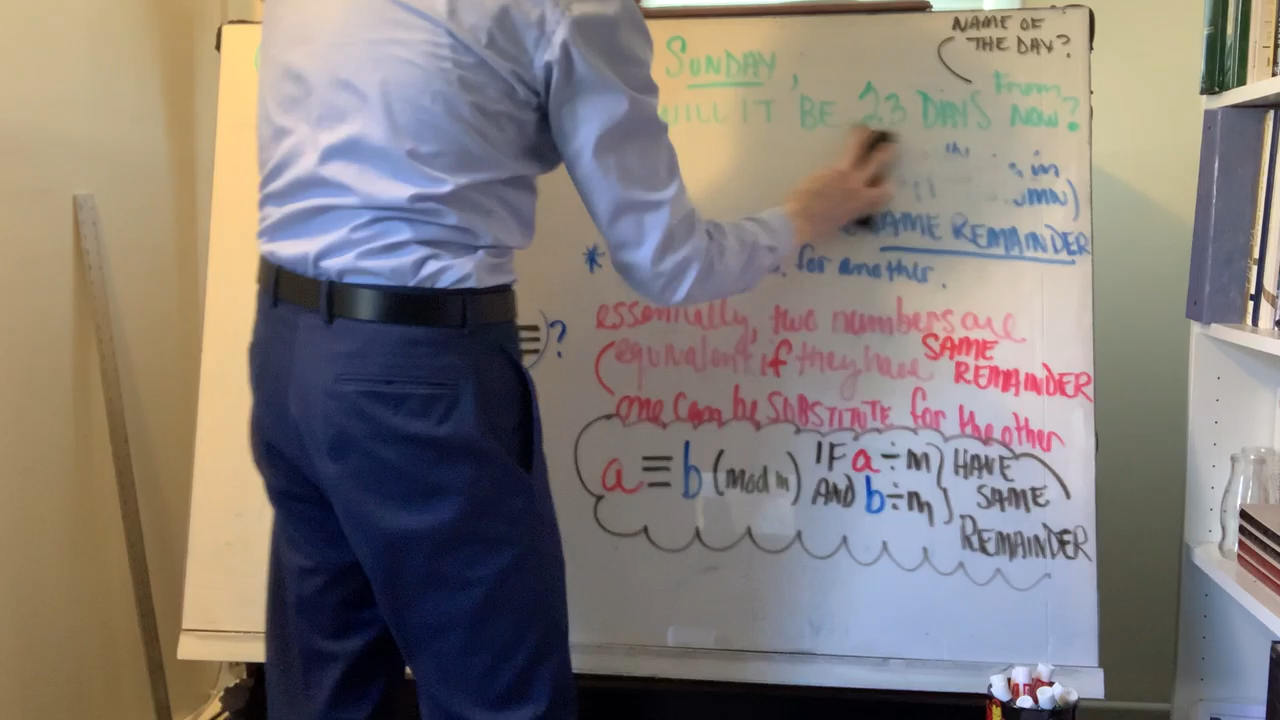 NAME OF
THE DAY?
SUNDAY,
WILL IT BE 23 DAYS From NOW?
in
SAME REMAINDER
* for another.
≡)?
essentially, two numbers are
(equivalent if they have SAME REMAINDER
one can be SUBSTITUTE for the other
a ≡ b (mod m) IF a ÷ m } HAVE
AND b ÷ m } SAME
REMAINDER